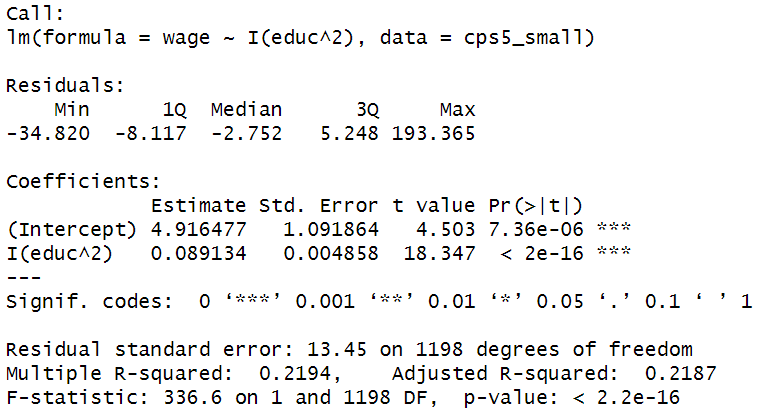 Call:
lm(formula = wage ~ I(educ^2), data = cps5_small)
Residuals:
    Min      1Q  Median      3Q     Max
-34.820  -8.117  -2.752   5.248 193.365
Coefficients:
            Estimate Std. Error t value Pr(>|t|)
(Intercept) 4.916477   1.091864   4.503 7.36e-06 ***
I(educ^2)   0.089134   0.004858  18.347  < 2e-16 ***
---
Signif. codes:  0 ‘***’ 0.001 ‘**’ 0.01 ‘*’ 0.05 ‘.’ 0.1 ‘ ’ 1
Residual standard error: 13.45 on 1198 degrees of freedom
Multiple R-squared:  0.2194,    Adjusted R-squared:  0.2187
F-statistic: 336.6 on 1 and 1198 DF,  p-value: < 2.2e-16